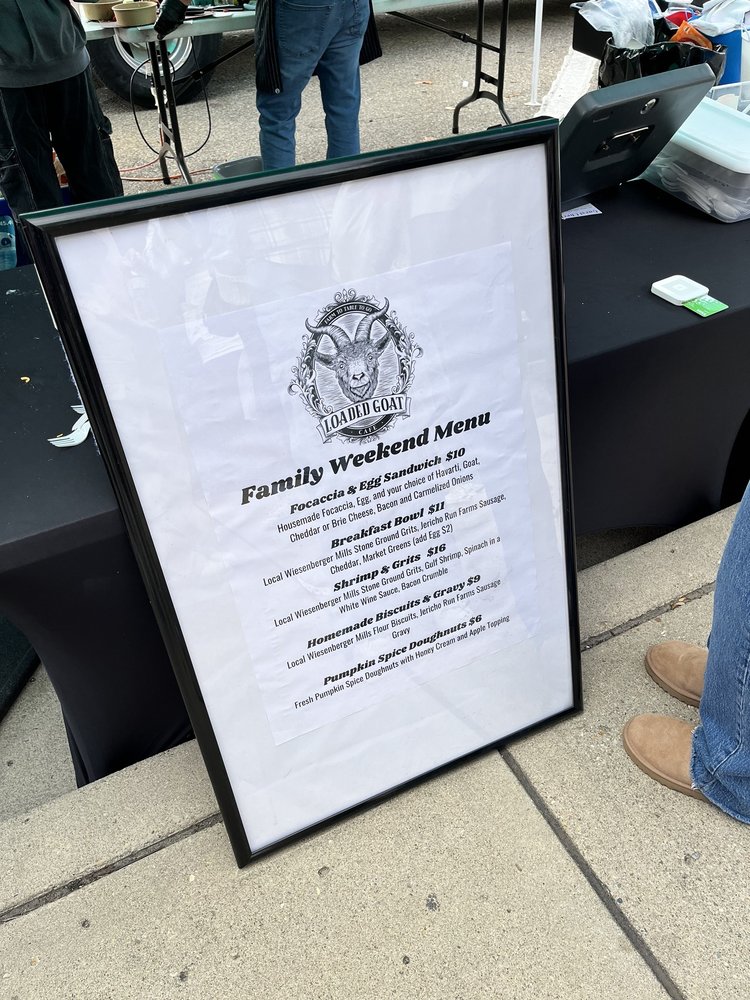 FARM TO TABLE TO GO
LOADED GOAT
CAFE
Family Weekend Menu
Focaccia & Egg Sandwich $10
Housemade Focaccia, Egg, and your choice of Havarti, Goat,
Cheddar or Brie Cheese, Bacon and Carmelized Onions
Breakfast Bowl $11
Local Wiesenberger Mills Stone Ground Grits, Jericho Run Farms Sausage,
Cheddar, Market Greens (add Egg $2)
Shrimp & Grits $16
Local Wiesenberger Mills Stone Ground Grits, Gulf Shrimp, Spinach in a
White Wine Sauce, Bacon Crumble
Homemade Biscuits & Gravy $9
Local Wiesenberger Mills Flour Biscuits, Jericho Run Farms Sausage
Gravy
Pumpkin Spice Doughnuts $6
Fresh Pumpkin Spice Doughnuts with Honey Cream and Apple Topping